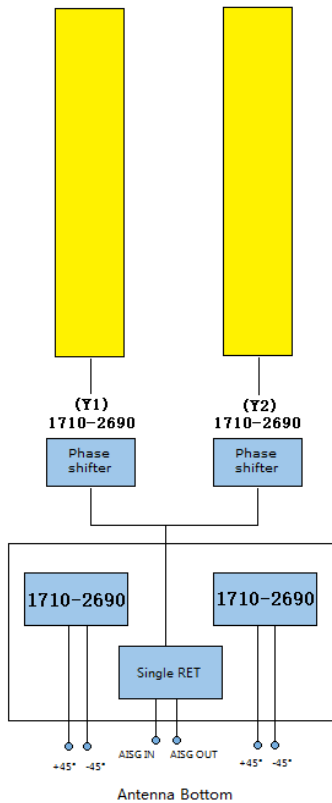 (Y1)
1710-2690
(Y2)
1710-2690
Phase
shifter
Phase
shifter
1710-2690
1710-2690
Single RET
+45°
-45°
AISG IN
AISG OUT
+45°
-45°
Antenna Bottom